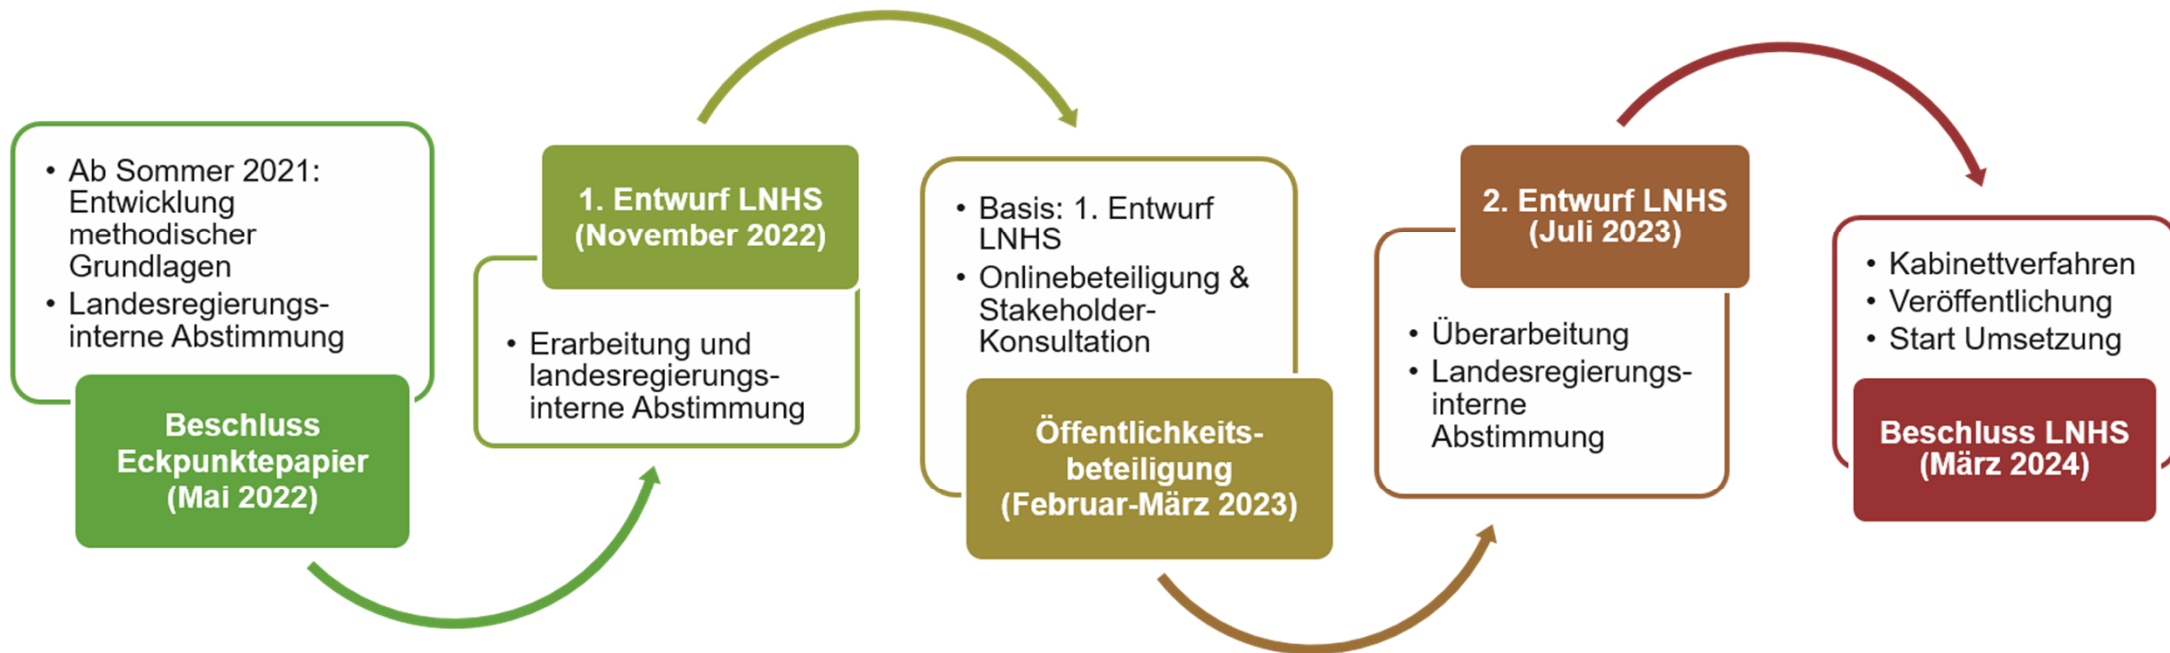 • Ab Sommer 2021:
Entwicklung
methodischer
Grundlagen
• Landesregierungs-
interne Abstimmung
Beschluss
Eckpunktepapier
(Mai 2022)
1. Entwurf LNHS
(November 2022)
• Erarbeitung und
landesregierungs-
interne Abstimmung
• Basis: 1. Entwurf
LNHS
• Onlinebeteiligung &
Stakeholder-
Konsultation
Öffentlichkeits-
beteiligung
(Februar-März 2023)
2. Entwurf LNHS
(Juli 2023)
• Überarbeitung
• Landesregierungs-
interne
Abstimmung
• Kabinettverfahren
• Veröffentlichung
• Start Umsetzung
Beschluss LNHS
(März 2024)